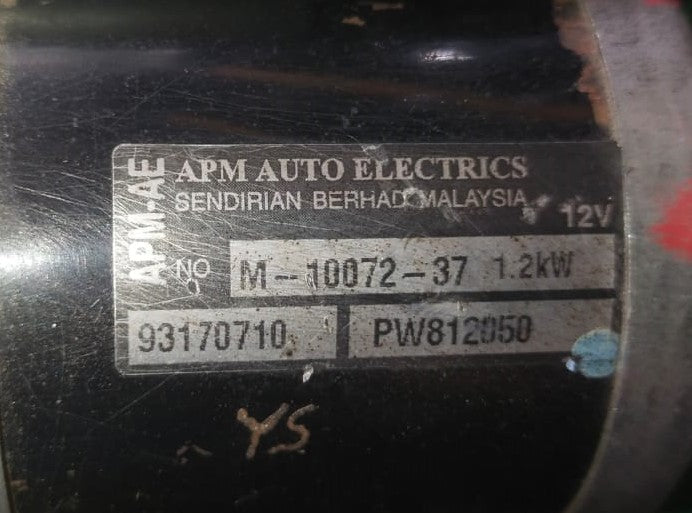 APM-AE
APM AUTO ELECTRICS
SENDIRIAN BERHAD MALAYSIA
12V
NO M-10072-37 1.2kW
93170710 PW812050
YS